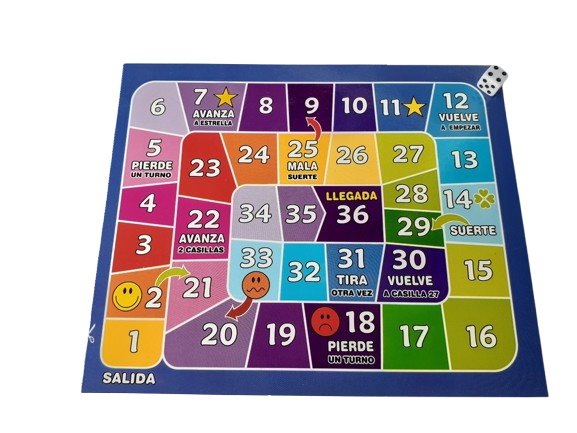 6
7
AVANZA
A ESTRELLA
8
9
10
11
12
VUELVE
A EMPEZAR
5
PIERDE
UN TURNO
23
24
25
MALA
SUERTE
26
27
13
4
22
AVANZA
2 CASILLAS
34
35
LLEGADA
36
28
29
14
SUERTE
3
33
32
31
TIRA
OTRA VEZ
30
VUELVE
A CASILLA 27
15
2
21
1
20
19
18
PIERDE
UN TURNO
17
16
SALIDA